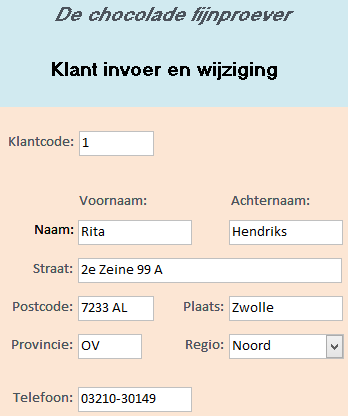 De chocolade fijnproever
Klant invoer en wijziging
Klantcode: 1
Voornaam: Achternaam:
Naam: Rita Hendriks
Straat: 2e Zeine 99 A
Postcode: 7233 AL Plaats: Zwolle
Provincie: OV Regio: Noord
Telefoon: 03210-30149